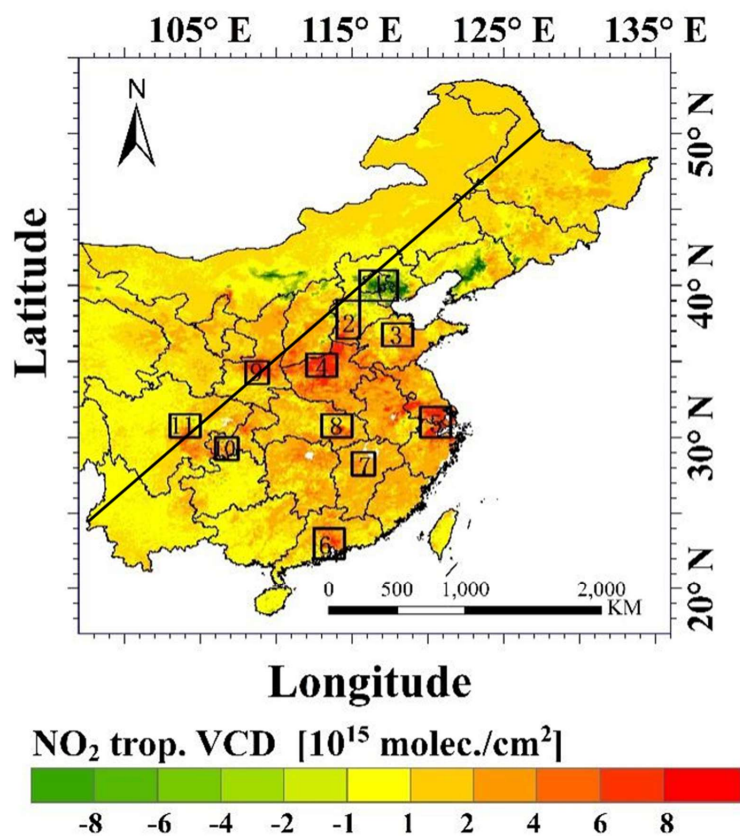 105° E 115° E 125° E 135° E
N
50° N
40° N
30° N
20° N
Latitude
2
3
4
9
11
10
8
5
7
6
0 500 1,000 2,000
KM
Longitude
NO₂ trop. VCD [10¹⁵ molec./cm²]
-8 -6 -4 -2 -1 1 2 4 6 8